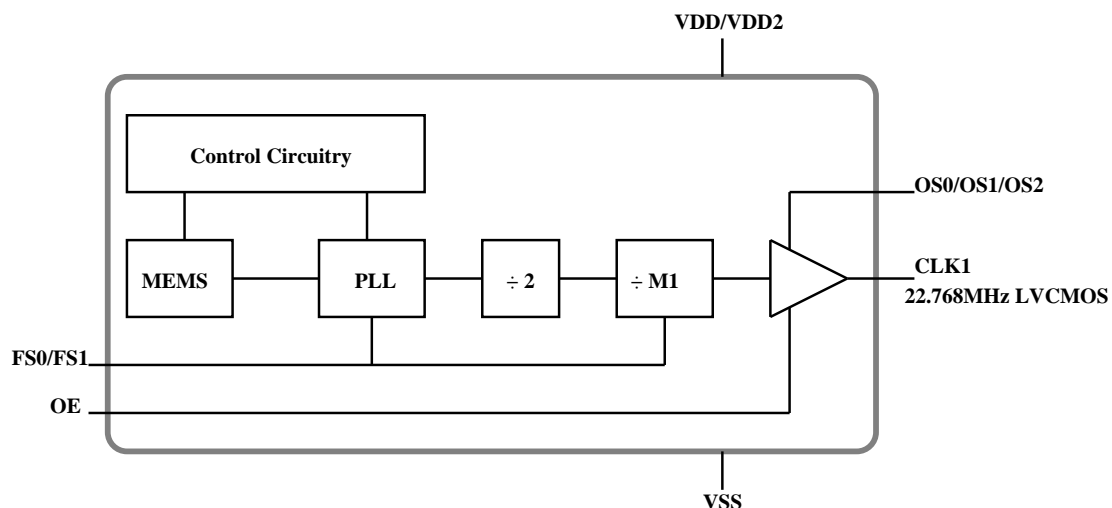 VDD/VDD2
Control Circuitry
OS0/OS1/OS2
MEMS
PLL
÷ 2
÷ M1
CLK1
22.768MHz LVCMOS
FS0/FS1
OE
VSS